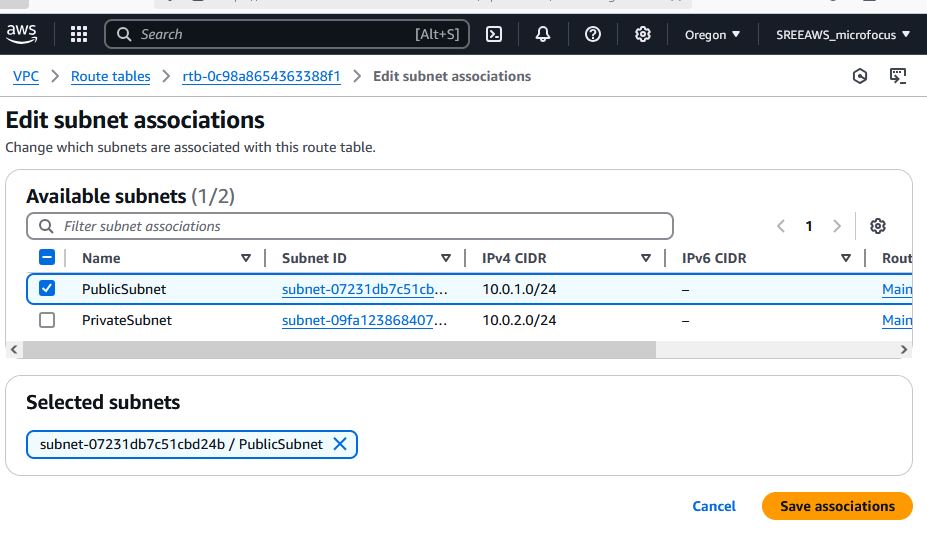 aws Search [Alt+S] Oregon SREEAWS_microfocus
VPC Route tables rtb-0c98a8654363388f1 Edit subnet associations
Edit subnet associations
Change which subnets are associated with this route table.
Available subnets (1/2)
Filter subnet associations 1
Name Subnet ID IPv4 CIDR IPv6 CIDR Rout
PublicSubnet subnet-07231db7c51cb... 10.0.1.0/24 – Main
PrivateSubnet subnet-09fa123868407... 10.0.2.0/24 – Main
Selected subnets
subnet-07231db7c51cbd24b / PublicSubnet
Cancel Save associations